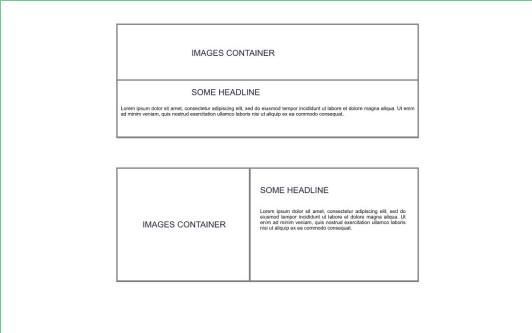 IMAGES CONTAINER
SOME HEADLINE
Lorem ipsum dolor sit amet, consectetur adipiscing elit, sed do eiusmod tempor incididunt ut labore et dolore magna aliqua. Ut enim
ad minim veniam, quis nostrud exercitation ullamco laboris nisi ut aliquip ex ea commodo consequat.
SOME HEADLINE
Lorem ipsum dolor sit amet, consectetur adipiscing elit, sed do
eiusmod tempor incididunt ut labore et dolore magna aliqua. Ut
enim ad minim veniam, quis nostrud exercitation ullamco laboris
nisi ut aliquip ex ea commodo consequat.
IMAGES CONTAINER